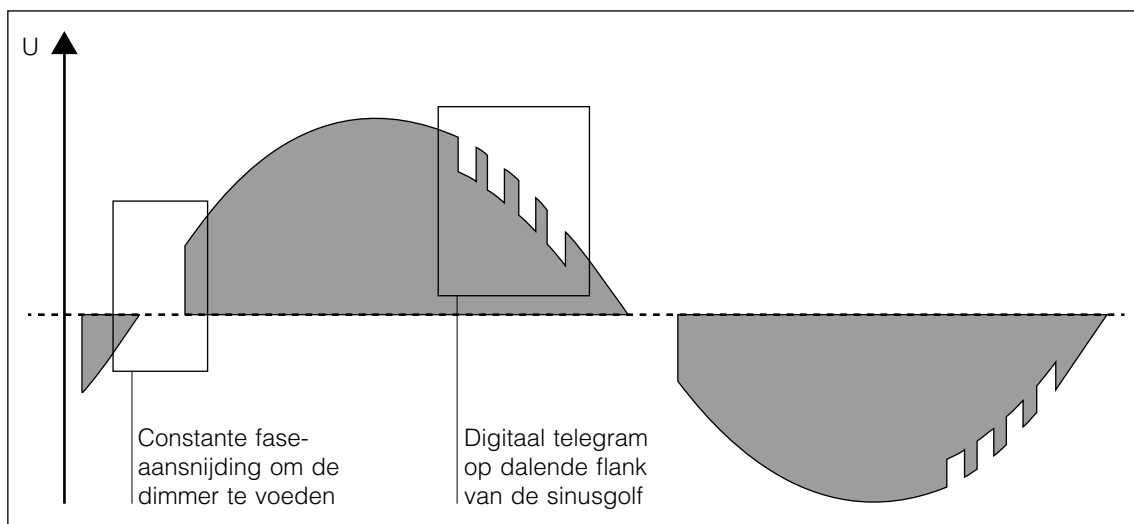 U
Constante fase-
aansnijding om de
dimmer te voeden
Digitaal telegram
op dalende flank
van de sinusgolf